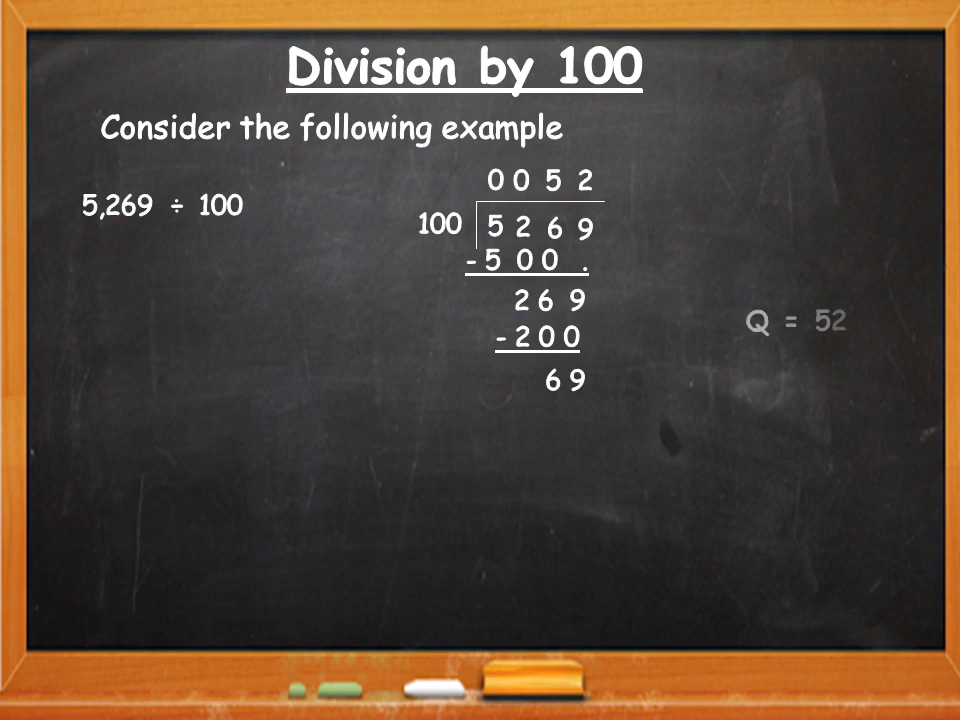 Division by 100
Consider the following example
5,269 ÷ 100
0 0 5 2
100 5 2 6 9
- 5 0 0 .
2 6 9
- 2 0 0
6 9
Q = 52